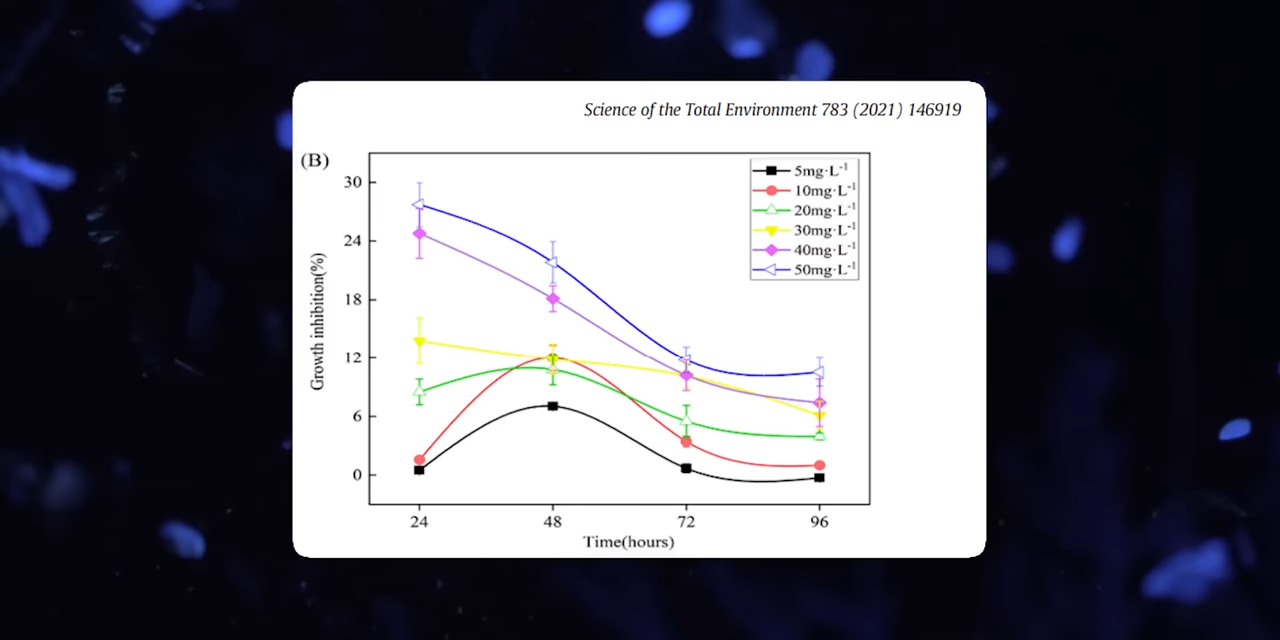 Science of the Total Environment 783 (2021) 146919
(B)
5mg·L⁻¹
10mg·L⁻¹
20mg·L⁻¹
30mg·L⁻¹
40mg·L⁻¹
50mg·L⁻¹
Growth inhibition(%)
30
24
18
12
6
0
24 48 72 96
Time(hours)